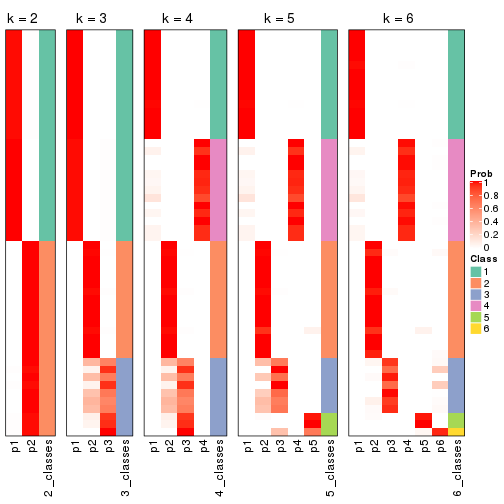 k = 2
k = 3
k = 4
k = 5
k = 6
Prob
1
0.8
0.6
0.4
0.2
0
Class
1
2
3
4
5
6
p1
p2
2_classes
p1
p2
p3
3_classes
p1
p2
p3
p4
4_classes
p1
p2
p3
p4
p5
5_classes
p1
p2
p3
p4
p5
p6
6_classes